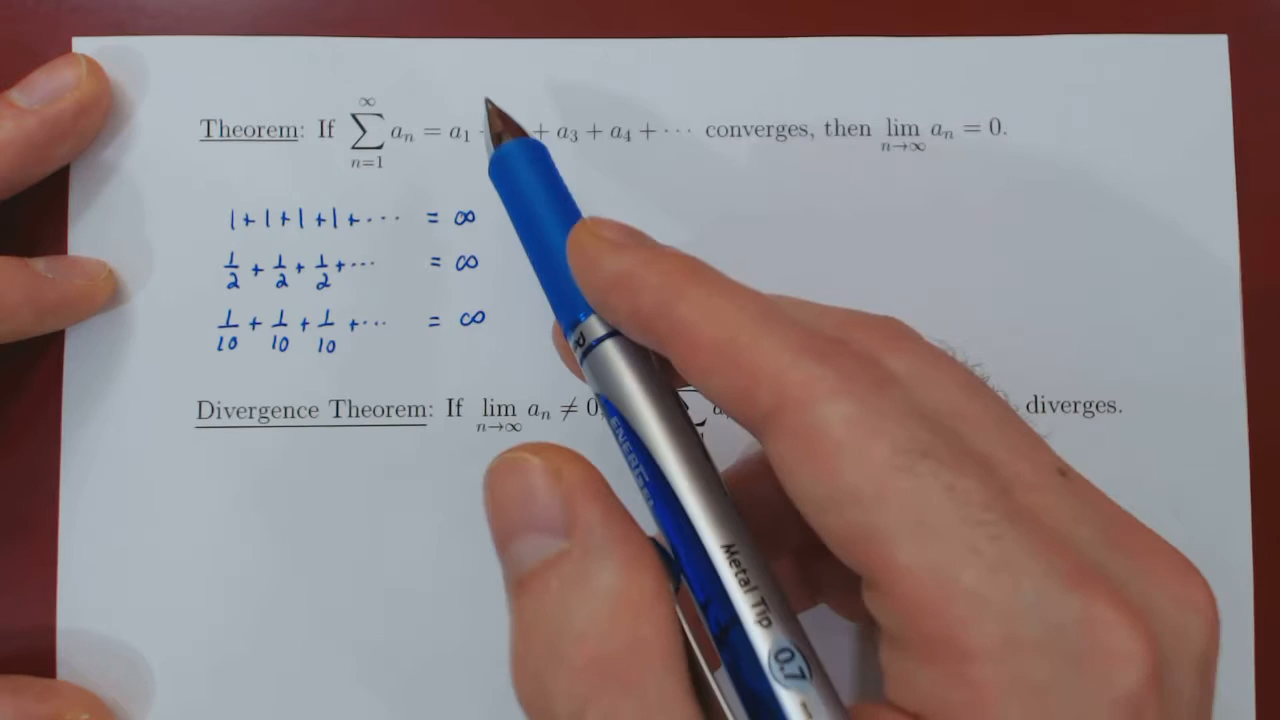 Theorem: If ∑_{n=1}^{∞} a_n = a_1 + a_3 + a_4 + ··· converges, then lim_{n→∞} a_n = 0.
1 + 1 + 1 + 1 + ··· = ∞
1/2 + 1/2 + 1/2 + ··· = ∞
1/10 + 1/10 + 1/10 + ··· = ∞
Divergence Theorem: If lim_{n→∞} a_n ≠ 0 diverges.
ENERGEL
Metal Tip
0.7